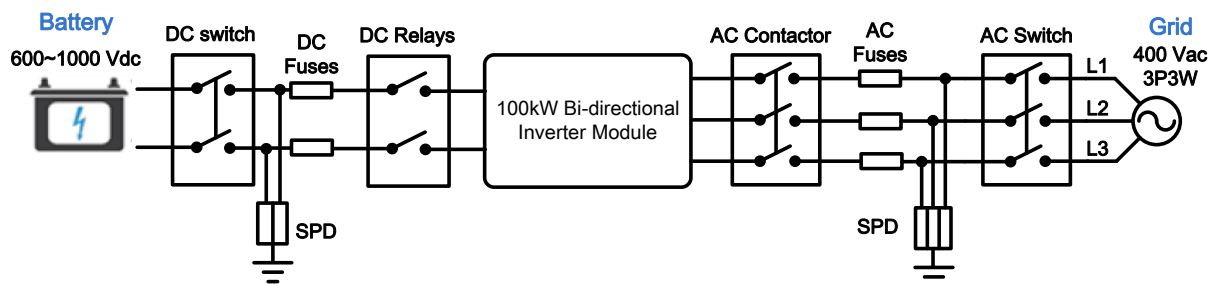 Battery
600~1000 Vdc
DC switch
DC
Fuses
DC Relays
100kW Bi-directional
Inverter Module
AC Contactor
AC
Fuses
AC Switch
Grid
400 Vac
3P3W
L1
L2
L3
SPD
SPD